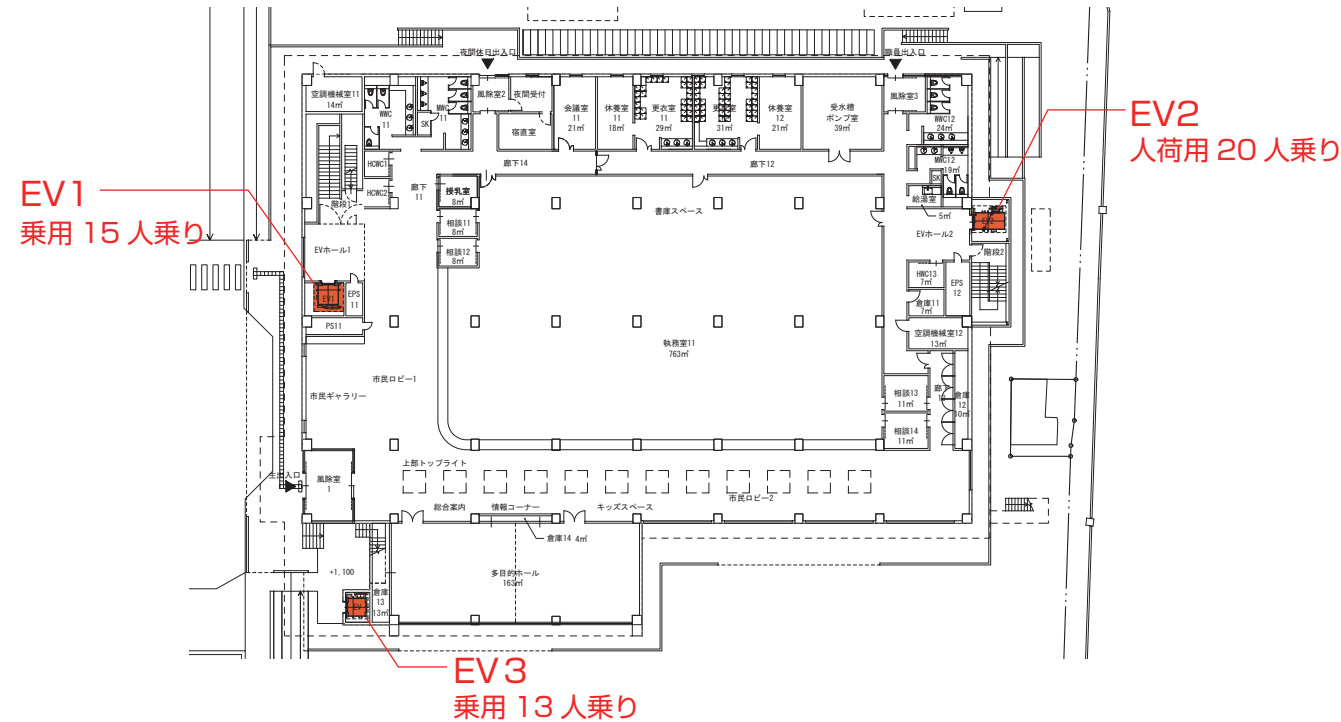 夜間休日出入口
職員出入口
空調機械室11
14㎡
WWC
11
MWC
11
SK
風除室2
夜間受付
宿直室
会議室
11
21㎡
休養室
11
18㎡
更衣室
11
29㎡
31㎡
休養室
12
21㎡
受水槽
ポンプ室
39㎡
風除室3
WWC12
24㎡
MWC12
19㎡
SK
給湯室
5㎡
EV2
人荷用 20 人乗り
HCWC1
HCWC2
廊下14
廊下12
廊下
11
授乳室
8㎡
相談11
8㎡
相談12
8㎡
書庫スペース
EV1
乗用 15 人乗り
階段1
EVホール1
EV1
EPS
11
PS11
EVホール2
EV2
階段2
HWC13
7㎡
倉庫11
7㎡
EPS
12
空調機械室12
13㎡
執務室11
763㎡
市民ロビー1
市民ギャラリー
相談13
11㎡
相談14
11㎡
廊下
13
倉庫
12
10㎡
上部トップライト
主出入口
風除室
1
総合案内
情報コーナー
キッズスペース
市民ロビー2
倉庫14 4㎡
多目的ホール
163㎡
+1,100
倉庫
13
13㎡
EV
EV3
乗用 13 人乗り